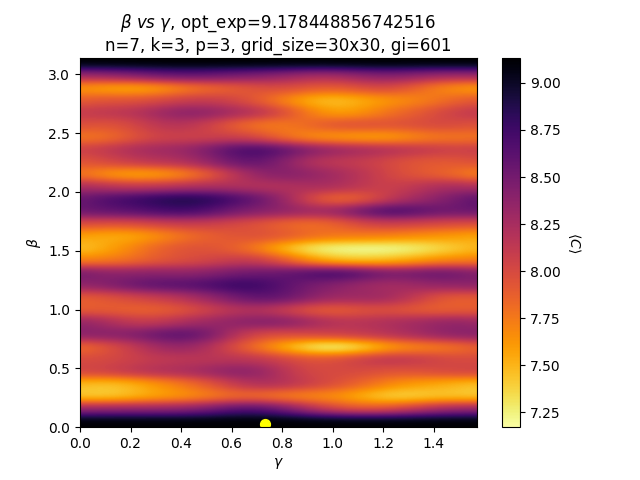 β vs γ, opt_exp=9.178448856742516
n=7, k=3, p=3, grid_size=30x30, gi=601
3.0
2.5
2.0
1.5
1.0
0.5
0.0
β
0.0 0.2 0.4 0.6 0.8 1.0 1.2 1.4
γ
9.00
8.75
8.50
8.25
8.00
7.75
7.50
7.25
⟨C⟩